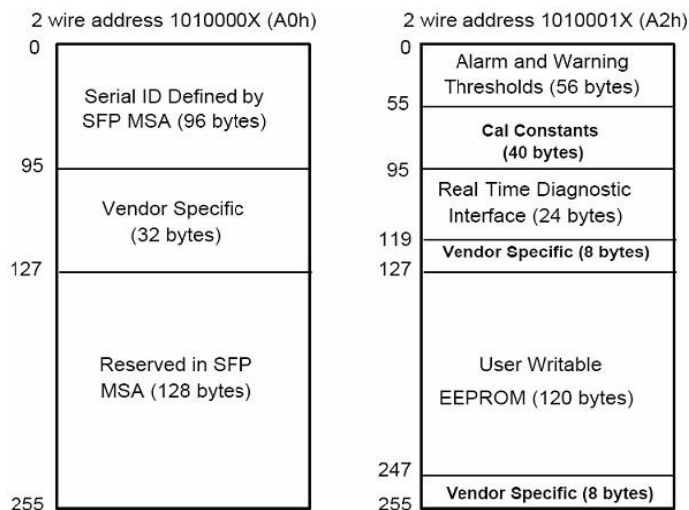 2 wire address 1010000X (A0h)
0
Serial ID Defined by
SFP MSA (96 bytes)
95
Vendor Specific
(32 bytes)
127
Reserved in SFP
MSA (128 bytes)
255
2 wire address 1010001X (A2h)
0
Alarm and Warning
Thresholds (56 bytes)
55
Cal Constants
(40 bytes)
95
Real Time Diagnostic
Interface (24 bytes)
119
Vendor Specific (8 bytes)
127
User Writable
EEPROM (120 bytes)
247
Vendor Specific (8 bytes)
255